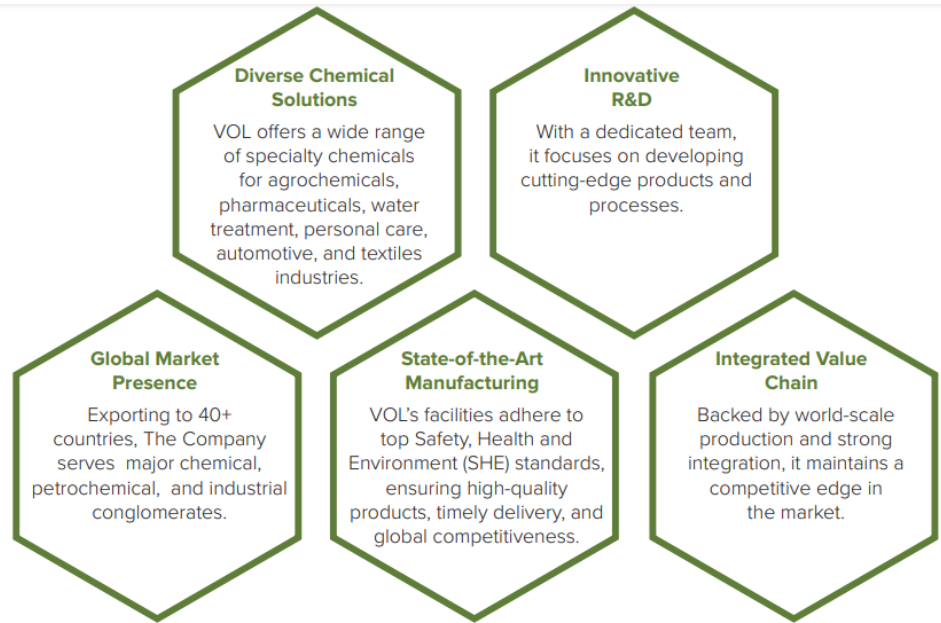 Diverse Chemical
Solutions
VOL offers a wide range
of specialty chemicals
for agrochemicals,
pharmaceuticals, water
treatment, personal care,
automotive, and textiles
industries.
Innovative
R&D
With a dedicated team,
it focuses on developing
cutting-edge products and
processes.
Global Market
Presence
Exporting to 40+
countries, The Company
serves major chemical,
petrochemical, and industrial
conglomerates.
State-of-the-Art
Manufacturing
VOL's facilities adhere to
top Safety, Health and
Environment (SHE) standards,
ensuring high-quality
products, timely delivery, and
global competitiveness.
Integrated Value
Chain
Backed by world-scale
production and strong
integration, it maintains a
competitive edge in
the market.